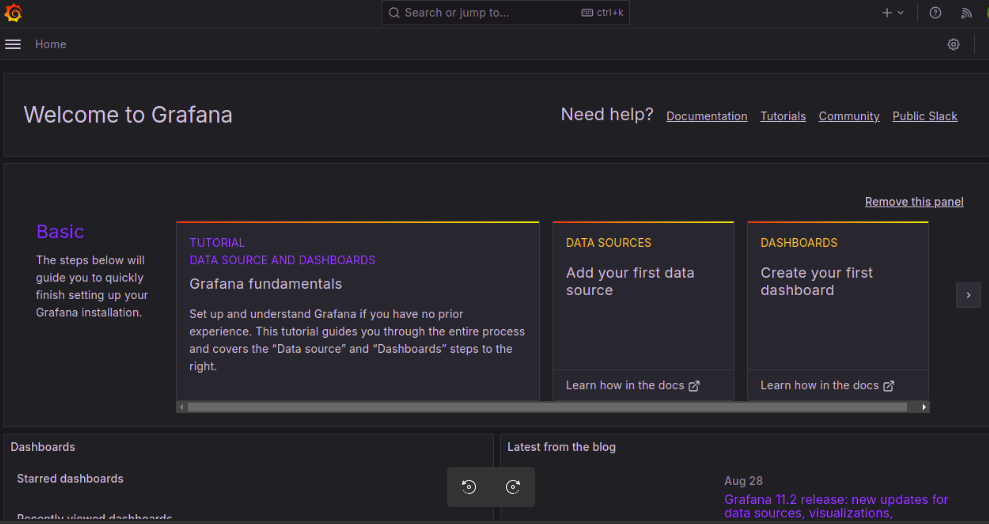 Search or jump to...
ctrl+k
Home
Welcome to Grafana
Need help?
Documentation
Tutorials
Community
Public Slack
Remove this panel
Basic
The steps below will
guide you to quickly
finish setting up your
Grafana installation.
TUTORIAL
DATA SOURCE AND DASHBOARDS
Grafana fundamentals
Set up and understand Grafana if you have no prior
experience. This tutorial guides you through the entire process
and covers the “Data source” and “Dashboards” steps to the
right.
DATA SOURCES
Add your first data
source
Learn how in the docs
DASHBOARDS
Create your first
dashboard
Learn how in the docs
Dashboards
Starred dashboards
Recently viewed dashboards
Latest from the blog
Aug 28
Grafana 11.2 release: new updates for
data sources, visualizations,